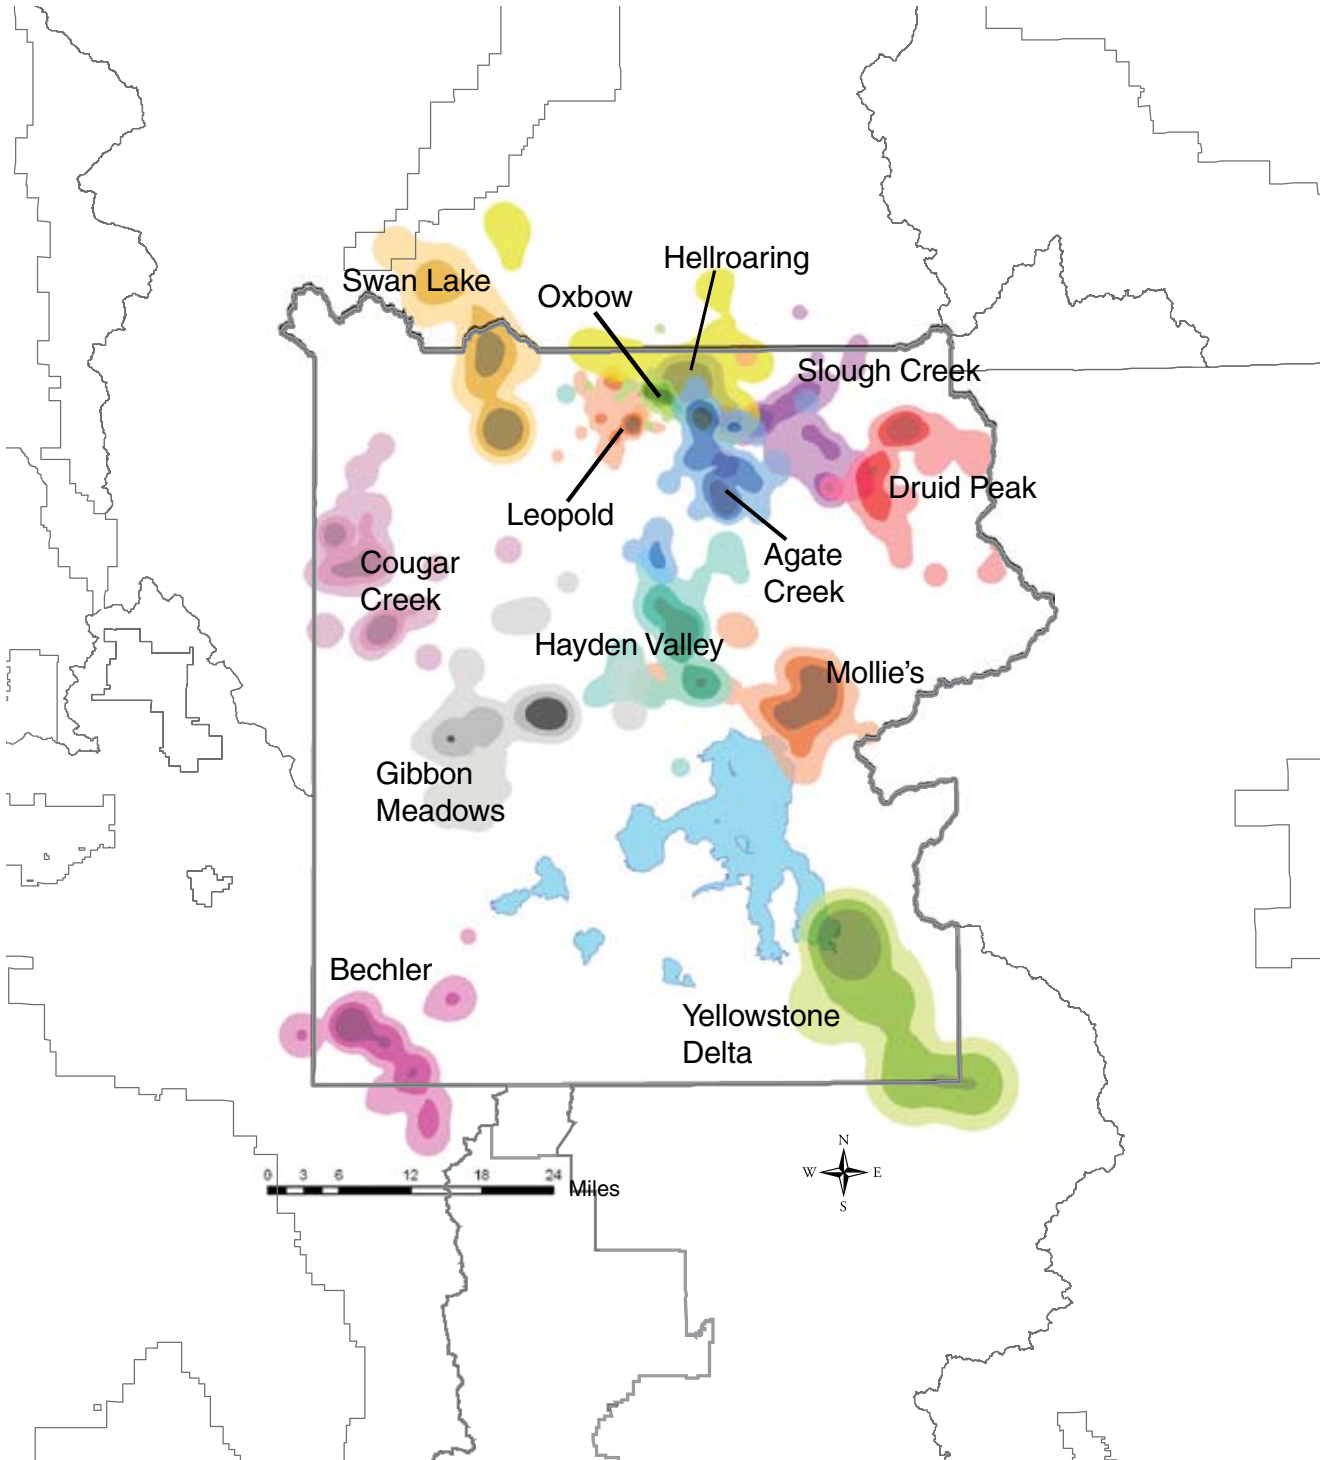 Hellroaring
Swan Lake
Oxbow
Slough Creek
Druid Peak
Leopold
Agate
Creek
Cougar
Creek
Hayden Valley
Mollie’s
Gibbon
Meadows
Bechler
Yellowstone
Delta
N
W E
S
0 3 6 12 18 24 Miles